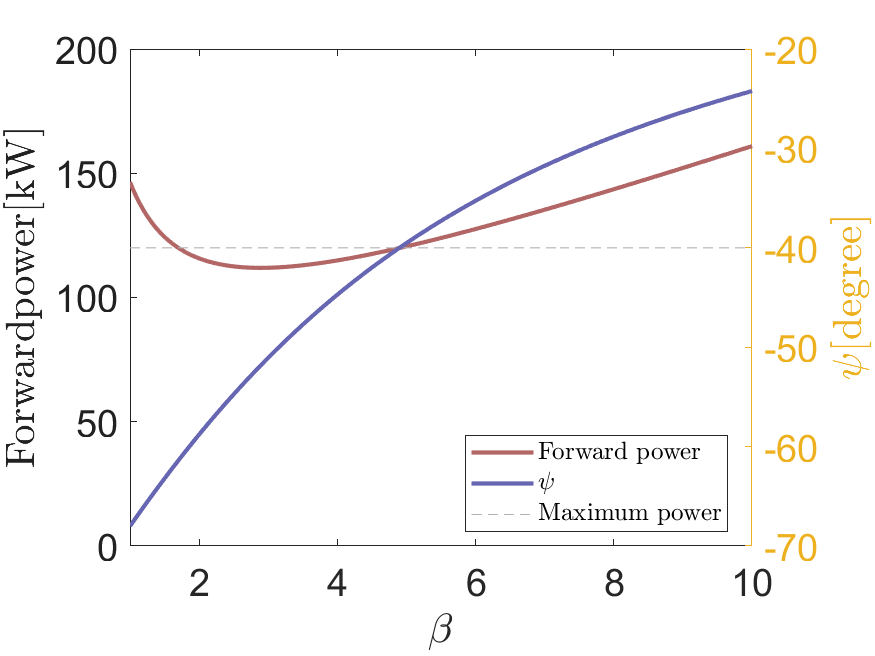 200
150
100
50
0
Forwardpower[kW]
-20
-30
-40
-50
-60
-70
ψ[degree]
Forward power
ψ
Maximum power
2 4 6 8 10
β